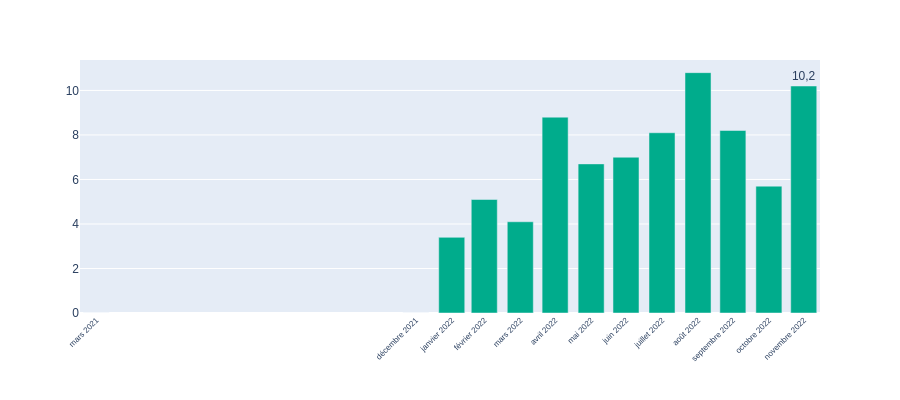 10,2
10
8
6
4
2
0
mars 2021
décembre 2021
janvier 2022
février 2022
mars 2022
avril 2022
mai 2022
juin 2022
juillet 2022
août 2022
septembre 2022
octobre 2022
novembre 2022